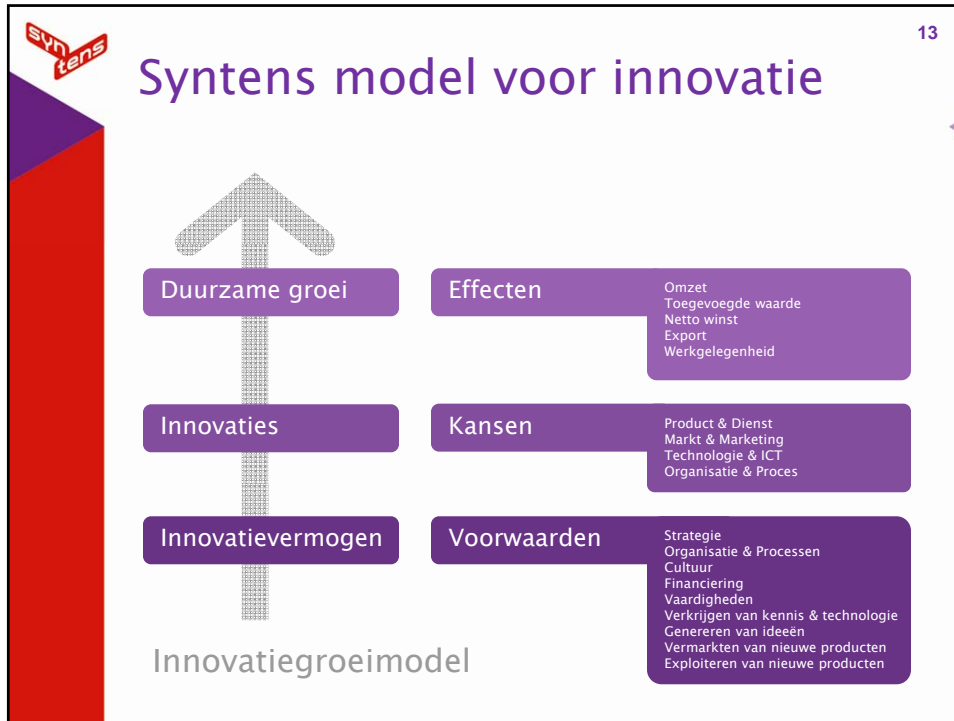 syn
tens
13
Syntens model voor innovatie
Duurzame groei
Effecten
Omzet
Toegevoegde waarde
Netto winst
Export
Werkgelegenheid
Innovaties
Kansen
Product & Dienst
Markt & Marketing
Technologie & ICT
Organisatie & Proces
Innovatievermogen
Voorwaarden
Strategie
Organisatie & Processen
Cultuur
Financiering
Vaardigheden
Verkrijgen van kennis & technologie
Genereren van ideeën
Vermarkten van nieuwe producten
Exploiteren van nieuwe producten
Innovatiegroeimodel